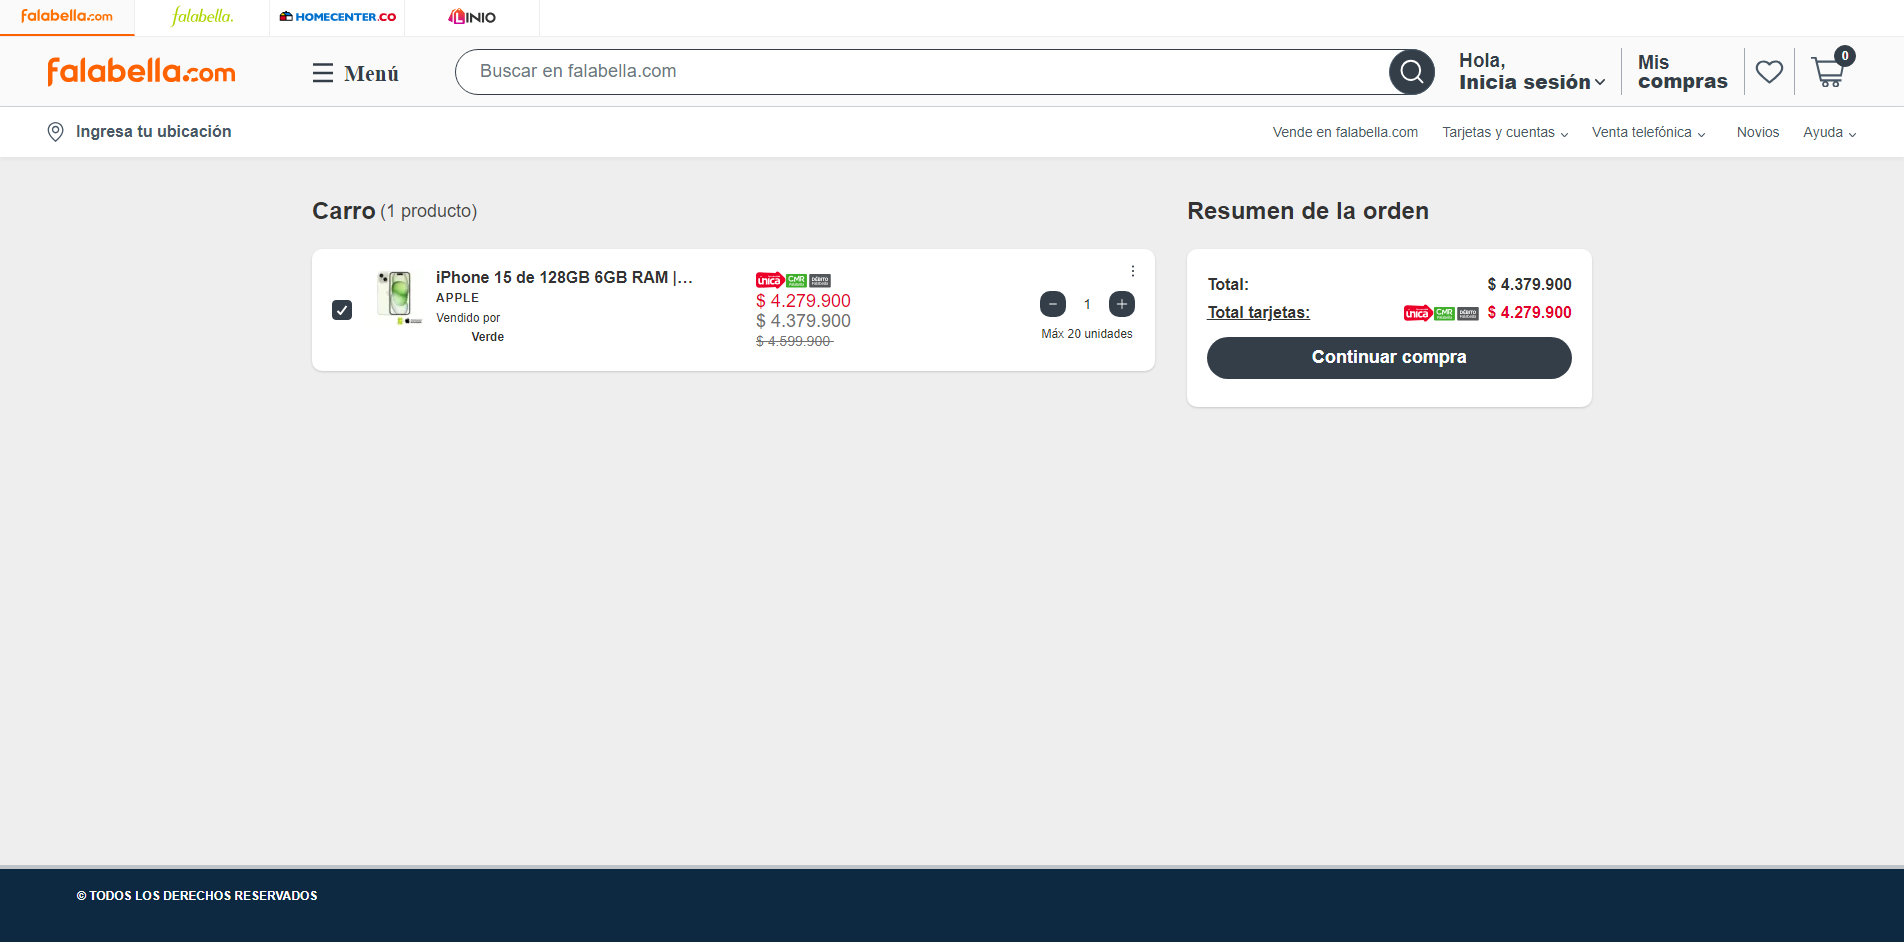 falabella.com
falabella.
HOMECENTER.CO
LINIO
falabella.com
Menú
Buscar en falabella.com
Hola,
Inicia sesión
Mis
compras
0
Ingresa tu ubicación
Vende en falabella.com
Tarjetas y cuentas
Venta telefónica
Novios
Ayuda
Carro (1 producto)
iPhone 15 de 128GB 6GB RAM |...
APPLE
Vendido por
Verde
única CMR DÉBITO
$ 4.279.900
$ 4.379.900
$ 4.599.900
− 1 +
Máx 20 unidades
Resumen de la orden
Total: $ 4.379.900
Total tarjetas: única CMR DÉBITO $ 4.279.900
Continuar compra
© TODOS LOS DERECHOS RESERVADOS